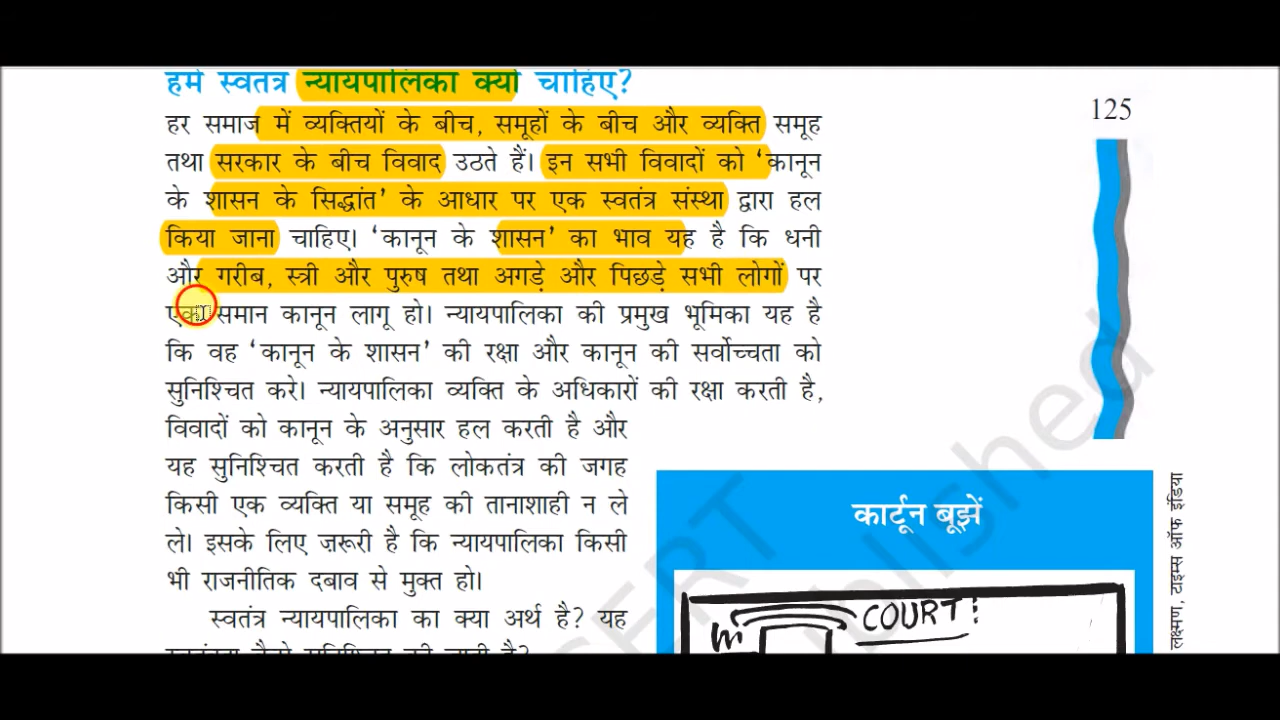 हमें स्वतंत्र न्यायपालिका क्यों चाहिए?
हर समाज में व्यक्तियों के बीच, समूहों के बीच और व्यक्ति समूह
तथा सरकार के बीच विवाद उठते हैं। इन सभी विवादों को ‘कानून
के शासन के सिद्धांत’ के आधार पर एक स्वतंत्र संस्था द्वारा हल
किया जाना चाहिए। ‘कानून के शासन’ का भाव यह है कि धनी
और गरीब, स्त्री और पुरुष तथा अगड़े और पिछड़े सभी लोगों पर
एक समान कानून लागू हो। न्यायपालिका की प्रमुख भूमिका यह है
कि वह ‘कानून के शासन’ की रक्षा और कानून की सर्वोच्चता को
सुनिश्चित करे। न्यायपालिका व्यक्ति के अधिकारों की रक्षा करती है,
विवादों को कानून के अनुसार हल करती है और
यह सुनिश्चित करती है कि लोकतंत्र की जगह
किसी एक व्यक्ति या समूह की तानाशाही न ले
ले। इसके लिए ज़रूरी है कि न्यायपालिका किसी
भी राजनीतिक दबाव से मुक्त हो।
स्वतंत्र न्यायपालिका का क्या अर्थ है? यह
125
कार्टून बूझें
COURT!
लक्ष्मण, टाइम्स ऑफ इंडिया
NCERT
published